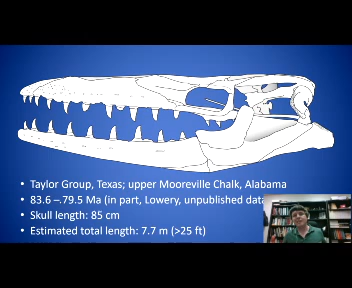 • Taylor Group, Texas; upper Mooreville Chalk, Alabama
• 83.6 –.79.5 Ma (in part, Lowery, unpublished data
• Skull length: 85 cm
• Estimated total length: 7.7 m (>25 ft)